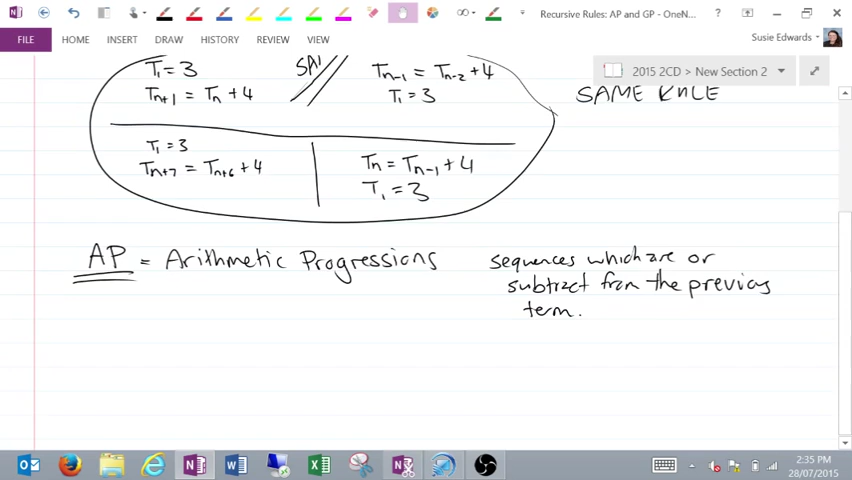 Recursive Rules: AP and GP - OneN...
Susie Edwards
FILE HOME INSERT DRAW HISTORY REVIEW VIEW
2015 2CD > New Section 2
T₁ = 3
Tₙ₊₁ = Tₙ + 4
Tₙ₋₁ = Tₙ₋₂ + 4
T₁ = 3
SAME RULE
T₁ = 3
Tₙ₊₇ = Tₙ₊₆ + 4
Tₙ = Tₙ₋₁ + 4
T₁ = 3
AP = Arithmetic Progressions
sequences which are or
subtract from the previous
term.
2:35 PM
28/07/2015